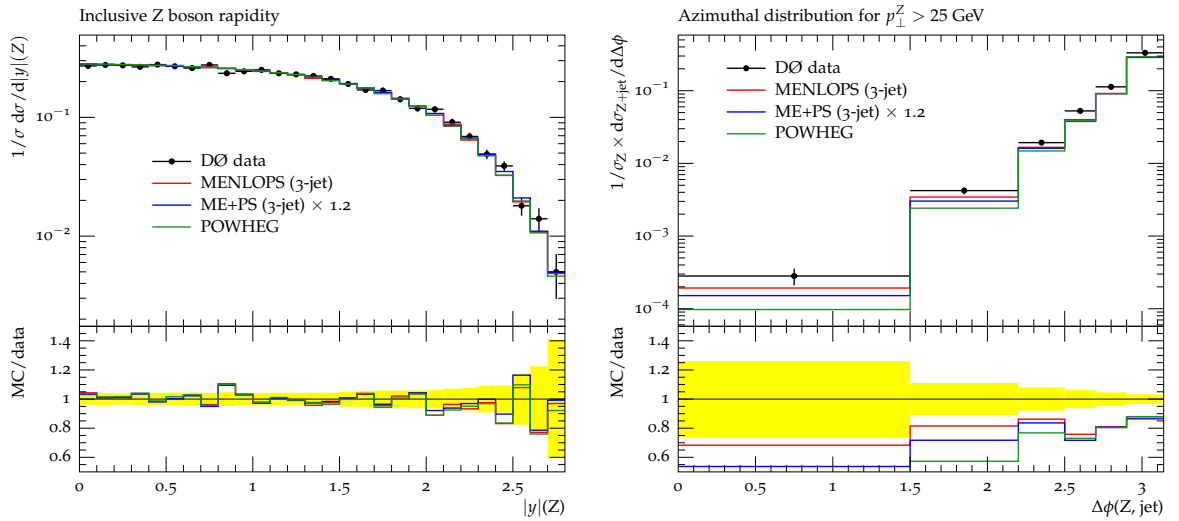 Inclusive Z boson rapidity
1/σ dσ/d|y|(Z)
10⁻¹
10⁻²
DØ data
MENLOPS (3-jet)
ME+PS (3-jet) × 1.2
POWHEG
MC/data
1.4
1.2
1
0.8
0.6
0 0.5 1 1.5 2 2.5
|y|(Z)
Azimuthal distribution for p⊥^Z > 25 GeV
1/σ_Z × dσ_Z+jet/dΔϕ
10⁻¹
10⁻²
10⁻³
10⁻⁴
DØ data
MENLOPS (3-jet)
ME+PS (3-jet) × 1.2
POWHEG
MC/data
1.4
1.2
1
0.8
0.6
0 0.5 1 1.5 2 2.5 3
Δϕ(Z, jet)